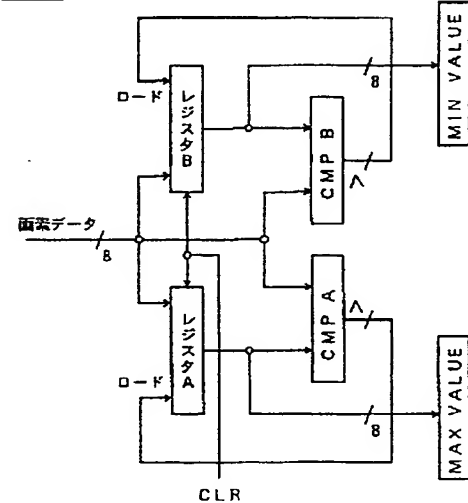 MIN VALUE
8
ロード
レジスタB
CMP B
<
画素データ
8
レジスタA
CMP A
<
ロード
8
MAX VALUE
CLR